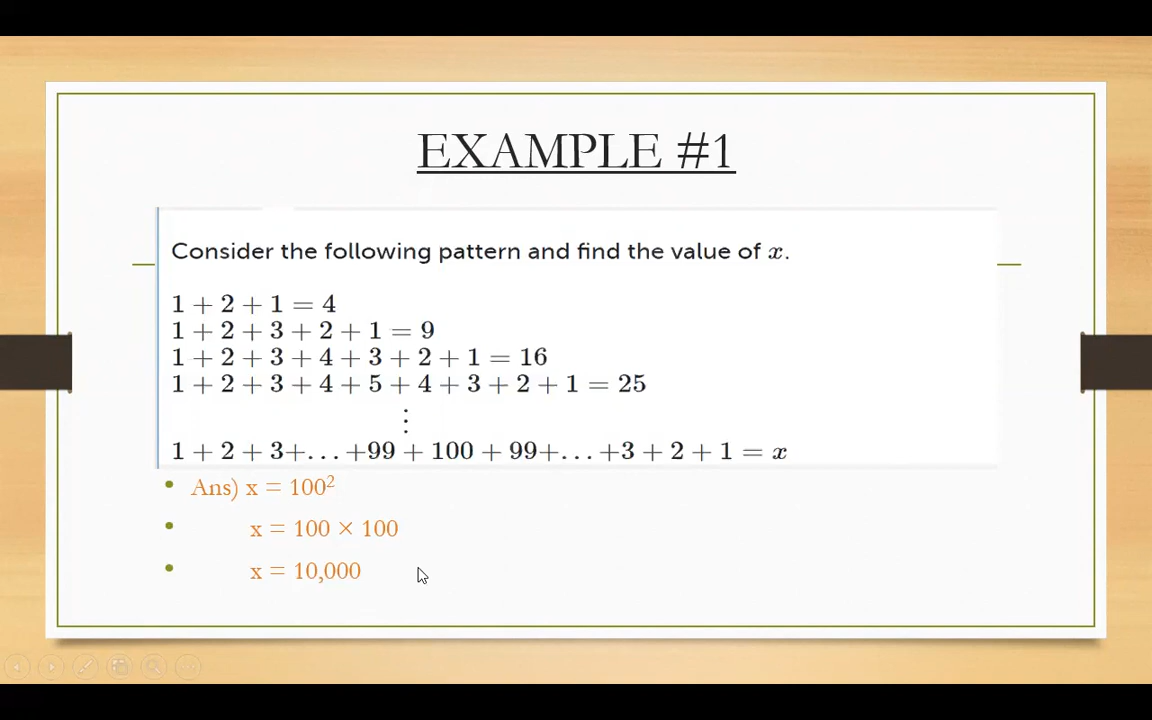 EXAMPLE #1
Consider the following pattern and find the value of x.
1 + 2 + 1 = 4
1 + 2 + 3 + 2 + 1 = 9
1 + 2 + 3 + 4 + 3 + 2 + 1 = 16
1 + 2 + 3 + 4 + 5 + 4 + 3 + 2 + 1 = 25
⋮
1 + 2 + 3+. . . +99 + 100 + 99+. . . +3 + 2 + 1 = x
• Ans) x = 100²
• x = 100 × 100
• x = 10,000